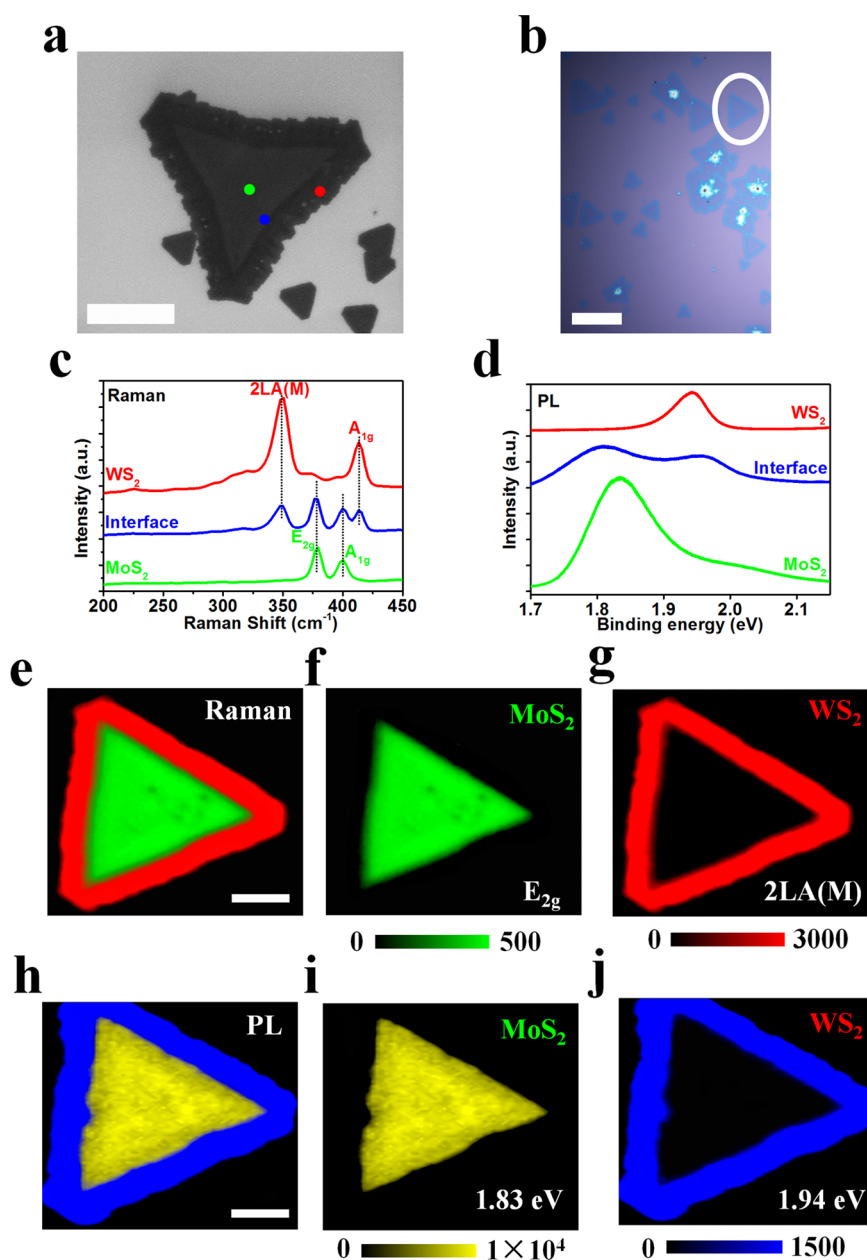 a
b
c
Raman
2LA(M)
A₁g
WS₂
Interface
E₂g
A₁g
MoS₂
Intensity (a.u.)
200 250 300 350 400 450
Raman Shift (cm⁻¹)
d
PL
WS₂
Interface
MoS₂
Intensity (a.u.)
1.7 1.8 1.9 2.0 2.1
Binding energy (eV)
e
Raman
f
MoS₂
E₂g
0 500
g
WS₂
2LA(M)
0 3000
h
PL
i
MoS₂
1.83 eV
0 1×10⁴
j
WS₂
1.94 eV
0 1500